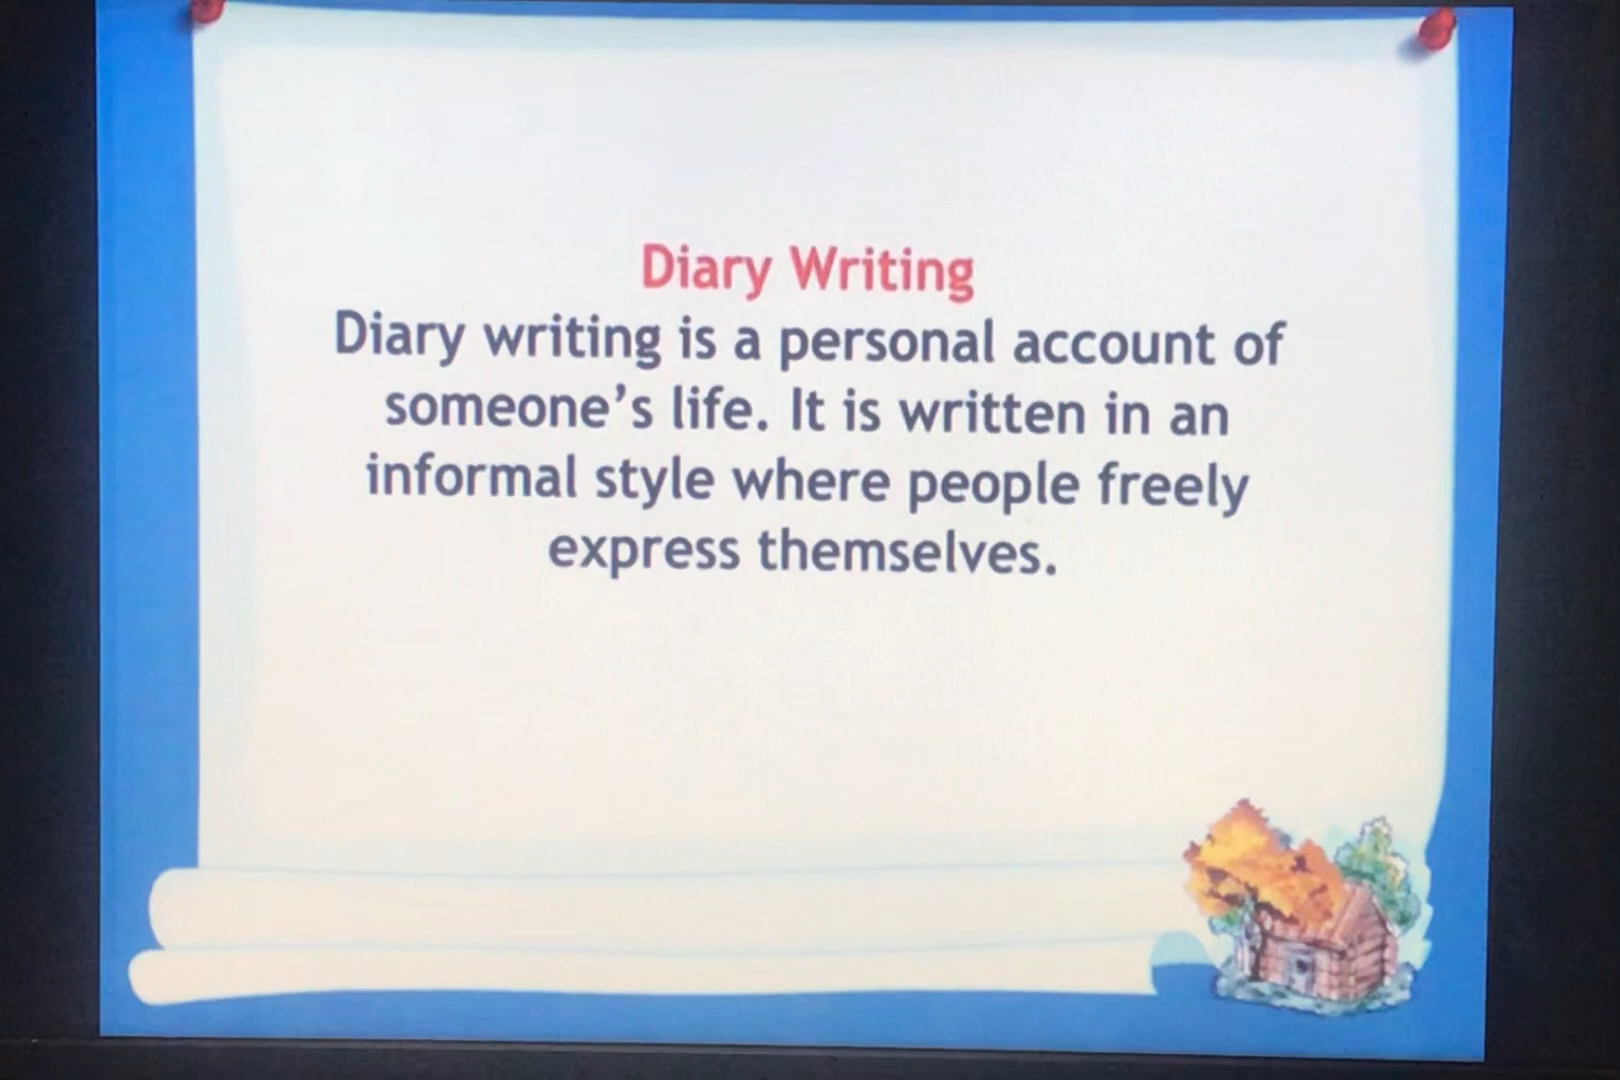 Diary Writing
Diary writing is a personal account of
someone’s life. It is written in an
informal style where people freely
express themselves.